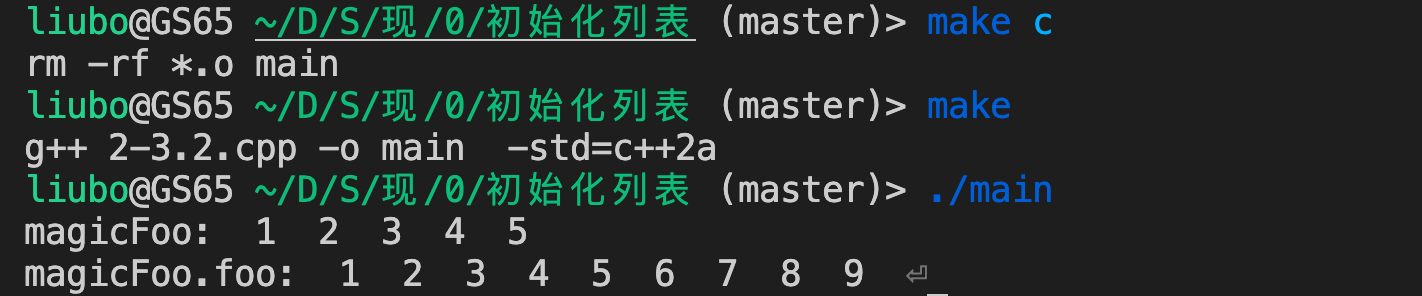 liubo@GS65 ~/D/S/现/0/初始化列表 (master)> make c
rm -rf *.o main
liubo@GS65 ~/D/S/现/0/初始化列表 (master)> make
g++ 2-3.2.cpp -o main  -std=c++2a
liubo@GS65 ~/D/S/现/0/初始化列表 (master)> ./main
magicFoo:  1  2  3  4  5
magicFoo.foo:  1  2  3  4  5  6  7  8  9  ⏎